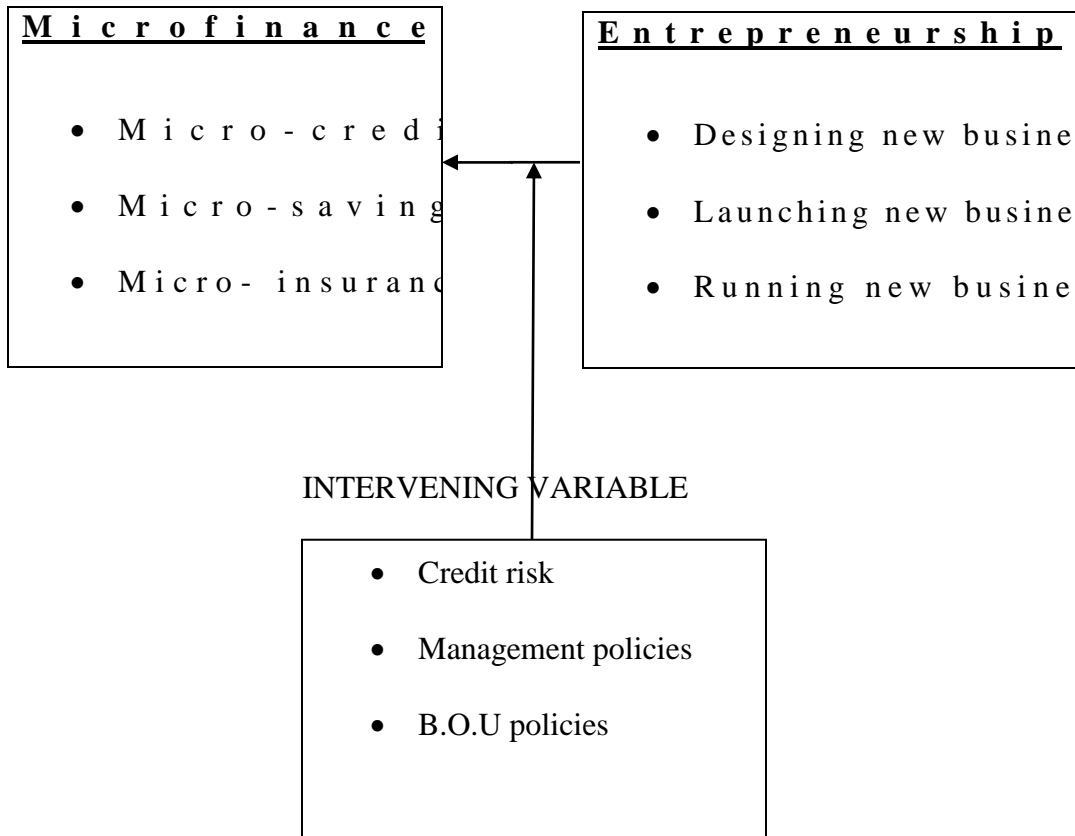 Microfinance
• Micro-credi
• Micro-saving
• Micro- insuranc
Entrepreneurship
• Designing new busine
• Launching new busine
• Running new busine
INTERVENING VARIABLE
• Credit risk
• Management policies
• B.O.U policies